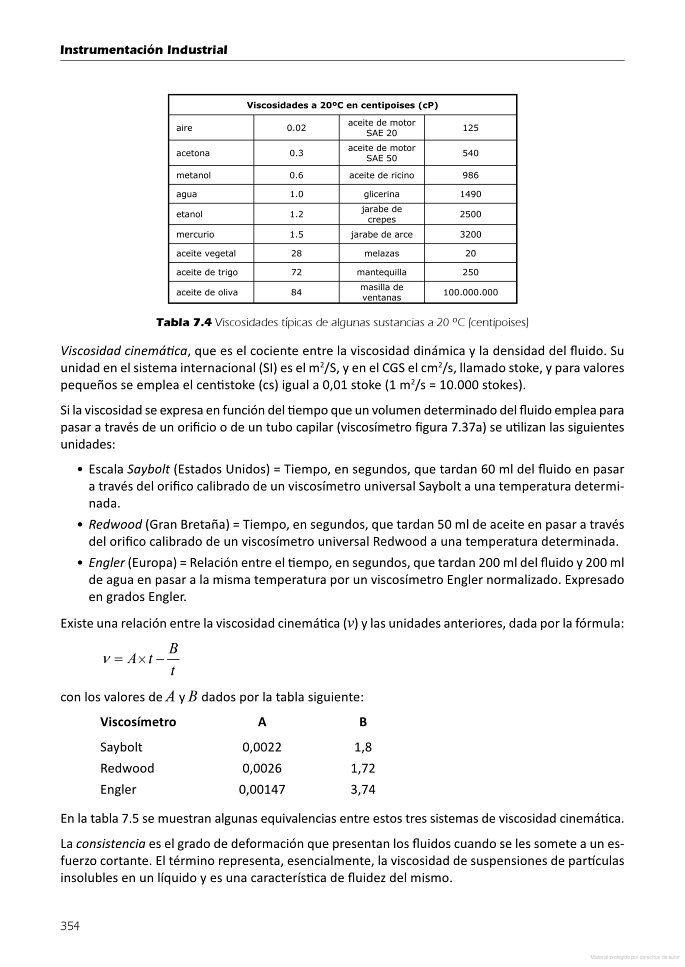 Instrumentación Industrial
Viscosidades a 20ºC en centipoises (cP)
aire 0.02 aceite de motor SAE 20 125
acetona 0.3 aceite de motor SAE 50 540
metanol 0.6 aceite de ricino 986
agua 1.0 glicerina 1490
etanol 1.2 jarabe de crepes 2500
mercurio 1.5 jarabe de arce 3200
aceite vegetal 28 melazas 20
aceite de trigo 72 mantequilla 250
aceite de oliva 84 masilla de ventanas 100.000.000
Tabla 7.4 Viscosidades típicas de algunas sustancias a 20 ºC (centipoises)
Viscosidad cinemática, que es el cociente entre la viscosidad dinámica y la densidad del fluido. Su
unidad en el sistema internacional (SI) es el m²/S, y en el CGS el cm²/s, llamado stoke, y para valores
pequeños se emplea el centistoke (cs) igual a 0,01 stoke (1 m²/s = 10.000 stokes).
Si la viscosidad se expresa en función del tiempo que un volumen determinado del fluido emplea para
pasar a través de un orificio o de un tubo capilar (viscosímetro figura 7.37a) se utilizan las siguientes
unidades:
• Escala Saybolt (Estados Unidos) = Tiempo, en segundos, que tardan 60 ml del fluido en pasar
a través del orifico calibrado de un viscosímetro universal Saybolt a una temperatura determi-
nada.
• Redwood (Gran Bretaña) = Tiempo, en segundos, que tardan 50 ml de aceite en pasar a través
del orifico calibrado de un viscosímetro universal Redwood a una temperatura determinada.
• Engler (Europa) = Relación entre el tiempo, en segundos, que tardan 200 ml del fluido y 200 ml
de agua en pasar a la misma temperatura por un viscosímetro Engler normalizado. Expresado
en grados Engler.
Existe una relación entre la viscosidad cinemática (ν) y las unidades anteriores, dada por la fórmula:
ν = A × t − B/t
con los valores de A y B dados por la tabla siguiente:
Viscosímetro A B
Saybolt 0,0022 1,8
Redwood 0,0026 1,72
Engler 0,00147 3,74
En la tabla 7.5 se muestran algunas equivalencias entre estos tres sistemas de viscosidad cinemática.
La consistencia es el grado de deformación que presentan los fluidos cuando se les somete a un es-
fuerzo cortante. El término representa, esencialmente, la viscosidad de suspensiones de partículas
insolubles en un líquido y es una característica de fluidez del mismo.
354
Material protegido por derechos de autor